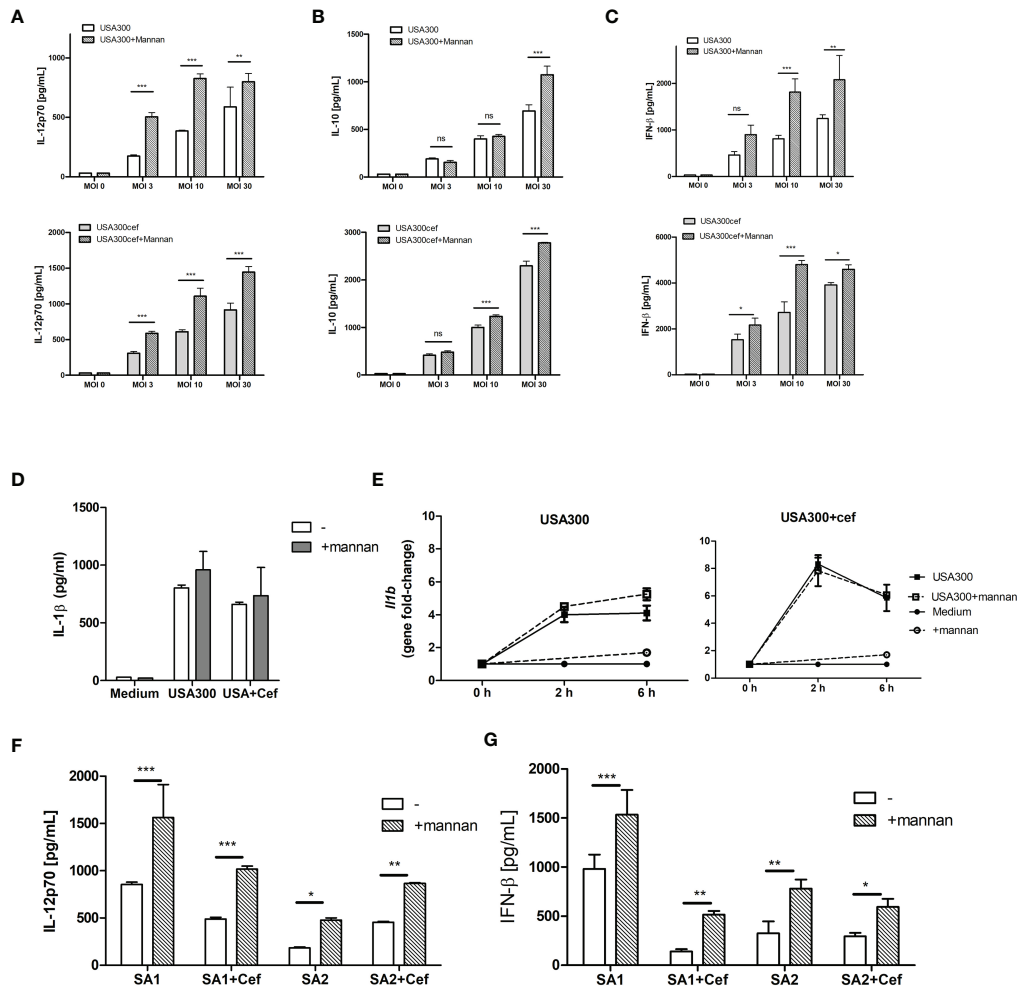 A
USA300
USA300+Mannan
IL-12p70 [pg/mL]
1000
500
0
***
***
**
MOI 0 MOI 3 MOI 10 MOI 30
USA300cef
USA300cef+Mannan
IL-12p70 [pg/mL]
2000
1500
1000
500
0
***
***
***
MOI 0 MOI 3 MOI 10 MOI 30
B
USA300
USA300+Mannan
IL-10 [pg/mL]
1500
1000
500
0
ns
ns
***
MOI 0 MOI 3 MOI 10 MOI 30
USA300cef
USA300cef+Mannan
IL-10 [pg/mL]
3000
2000
1000
0
ns
***
***
MOI 0 MOI 3 MOI 10 MOI 30
C
USA300
USA300+Mannan
IFN-β [pg/mL]
2000
1000
0
ns
***
**
MOI 0 MOI 3 MOI 10 MOI 30
USA300cef
USA300cef+Mannan
IFN-β [pg/mL]
6000
4000
2000
0
*
***
*
MOI 0 MOI 3 MOI 10 MOI 30
D
IL-1β (pg/ml)
1500
1000
500
0
-
+mannan
Medium USA300 USA+Cef
E
USA300
Il1b
(gene fold-change)
10
8
6
4
2
0
0 h 2 h 6 h
USA300+cef
10
8
6
4
2
0
0 h 2 h 6 h
USA300
USA300+mannan
Medium
+mannan
F
IL-12p70 [pg/mL]
2000
1500
1000
500
0
***
***
*
**
-
+mannan
SA1 SA1+Cef SA2 SA2+Cef
G
IFN-β [pg/mL]
2000
1500
1000
500
0
***
**
**
*
-
+mannan
SA1 SA1+Cef SA2 SA2+Cef